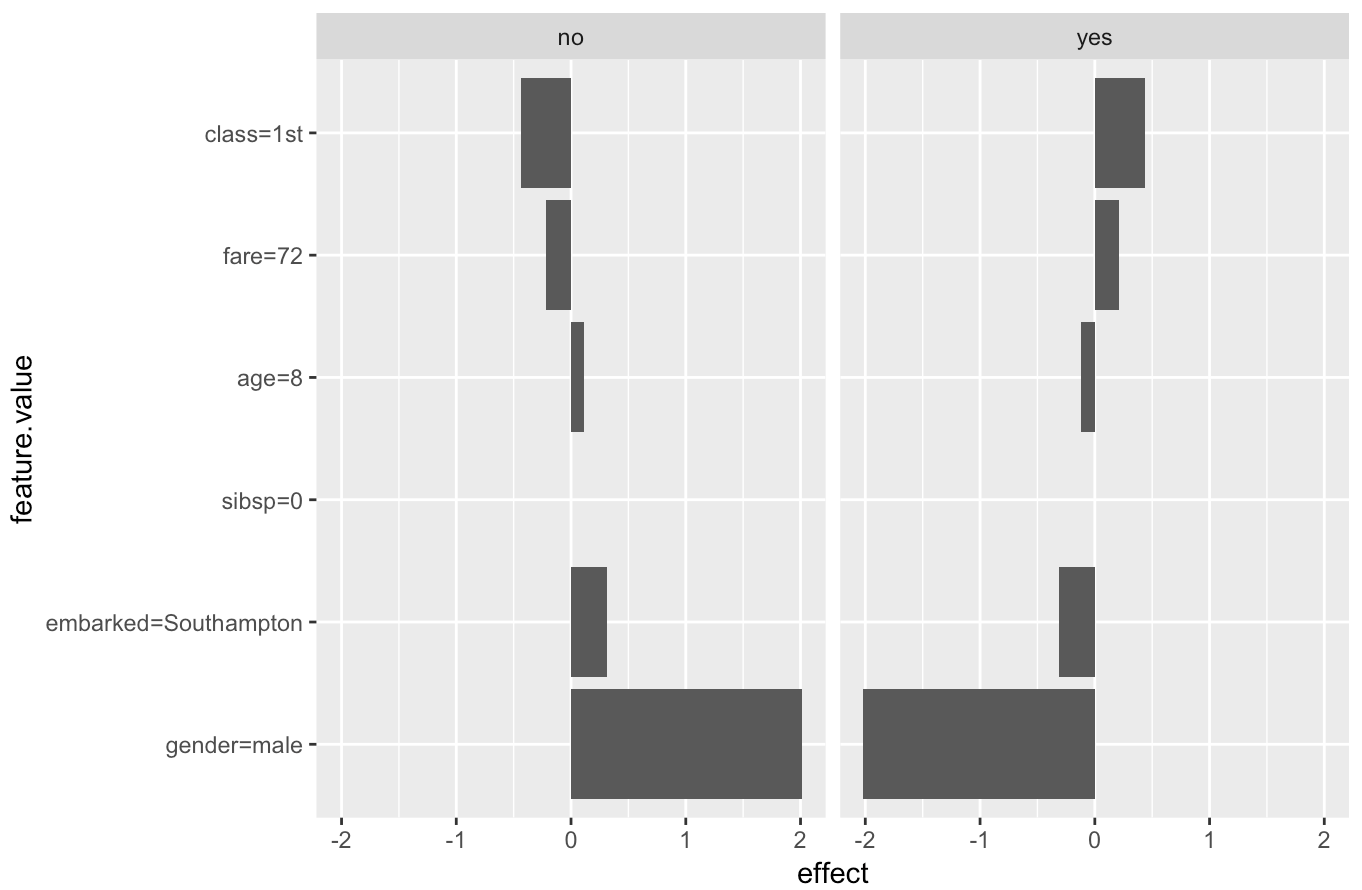 no
yes
class=1st
fare=72
age=8
sibsp=0
embarked=Southampton
gender=male
feature.value
-2 -1 0 1 2
-2 -1 0 1 2
effect